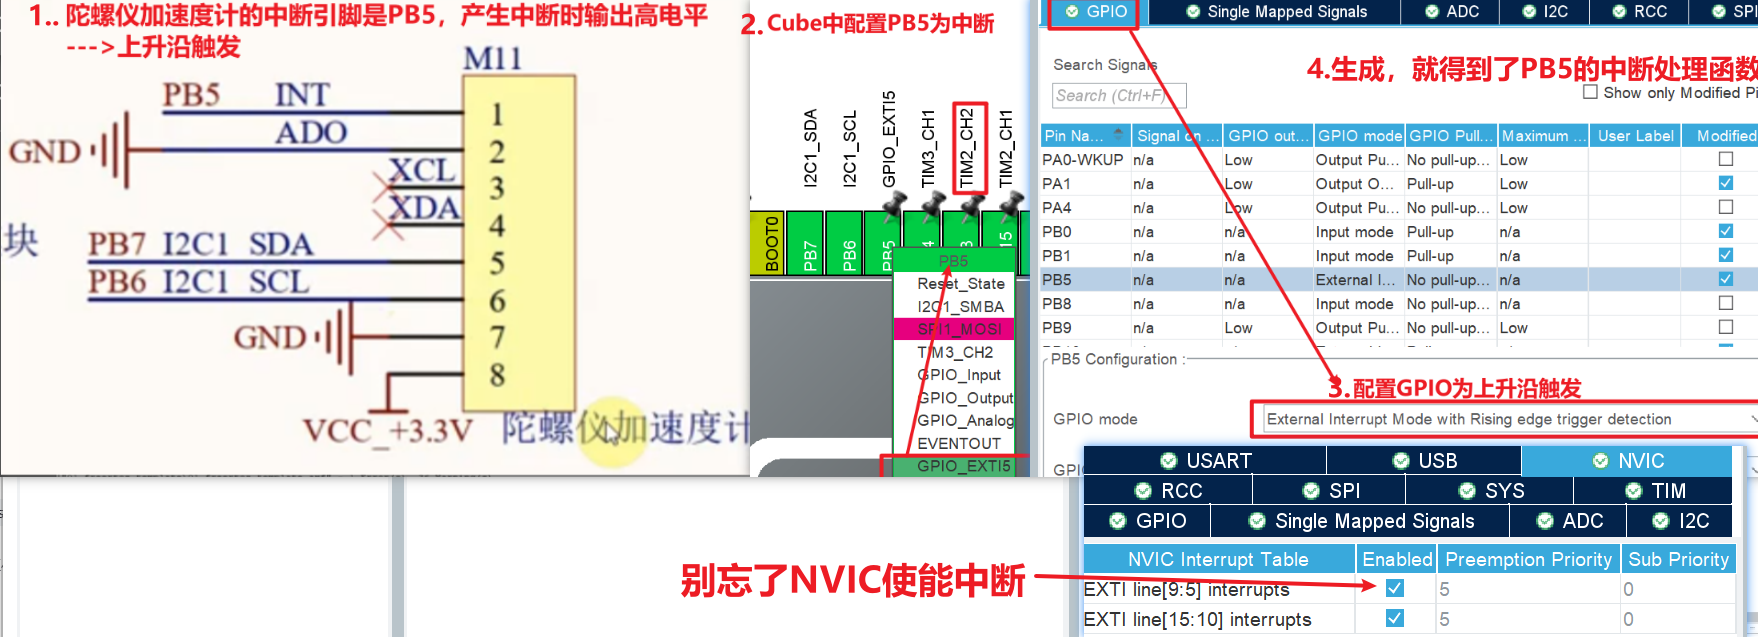 1.. 陀螺仪加速度计的中断引脚是PB5，产生中断时输出高电平
--->上升沿触发
M11
PB5 INT 1
GND ADO 2
XCL 3
XDA 4
块
PB7 I2C1 SDA 5
PB6 I2C1 SCL 6
GND 7
8
VCC_+3.3V
陀螺仪加速度计
2.Cube中配置PB5为中断
I2C1_SDA
I2C1_SCL
GPIO_EXTI5
TIM3_CH1
TIM2_CH2
TIM2_CH1
BOOT0
PB7
PB6
PB5
PB5
Reset_State
I2C1_SMBA
SPI1_MOSI
TIM3_CH2
GPIO_Input
GPIO_Output
GPIO_Analog
EVENTOUT
GPIO_EXTI5
GPIO Single Mapped Signals ADC I2C RCC SPI
Search Signals
Search (Ctrl+F)
4.生成，就得到了PB5的中断处理函数
Show only Modified Pi
Pin Na... Signal on ... GPIO out... GPIO mode GPIO Pull... Maximum ... User Label Modified
PA0-WKUP n/a Low Output Pu... No pull-up... Low
PA1 n/a Low Output O... Pull-up Low
PA4 n/a Low Output Pu... No pull-up... Low
PB0 n/a n/a Input mode Pull-up n/a
PB1 n/a n/a Input mode Pull-up n/a
PB5 n/a n/a External I... No pull-up... n/a
PB8 n/a n/a Input mode No pull-up... n/a
PB9 n/a Low Output Pu... No pull-up... Low
PB5 Configuration :
3.配置GPIO为上升沿触发
GPIO mode External Interrupt Mode with Rising edge trigger detection
USART USB NVIC
RCC SPI SYS TIM
GPIO Single Mapped Signals ADC I2C
NVIC Interrupt Table Enabled Preemption Priority Sub Priority
EXTI line[9:5] interrupts 5 0
EXTI line[15:10] interrupts 5 0
别忘了NVIC使能中断